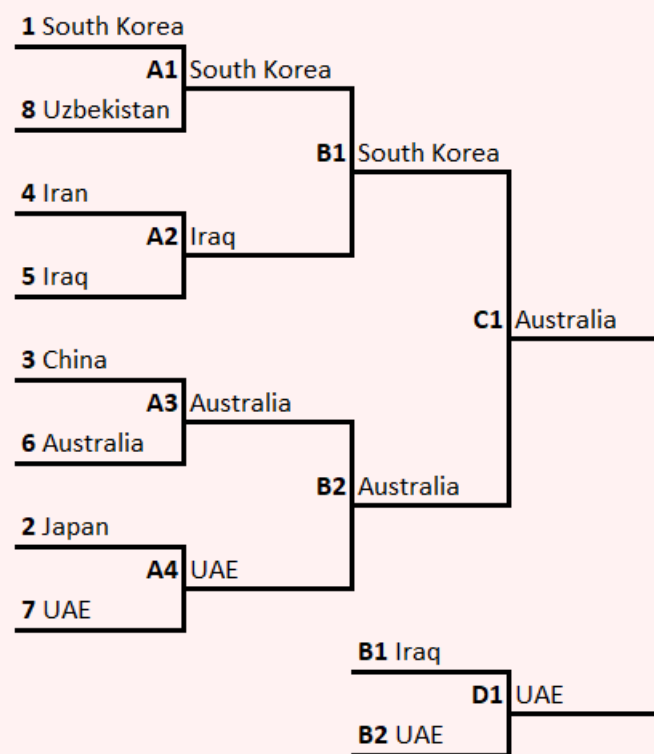 1 South Korea
A1 South Korea
8 Uzbekistan
B1 South Korea
4 Iran
A2 Iraq
5 Iraq
C1 Australia
3 China
A3 Australia
6 Australia
B2 Australia
2 Japan
A4 UAE
7 UAE
B1 Iraq
D1 UAE
B2 UAE